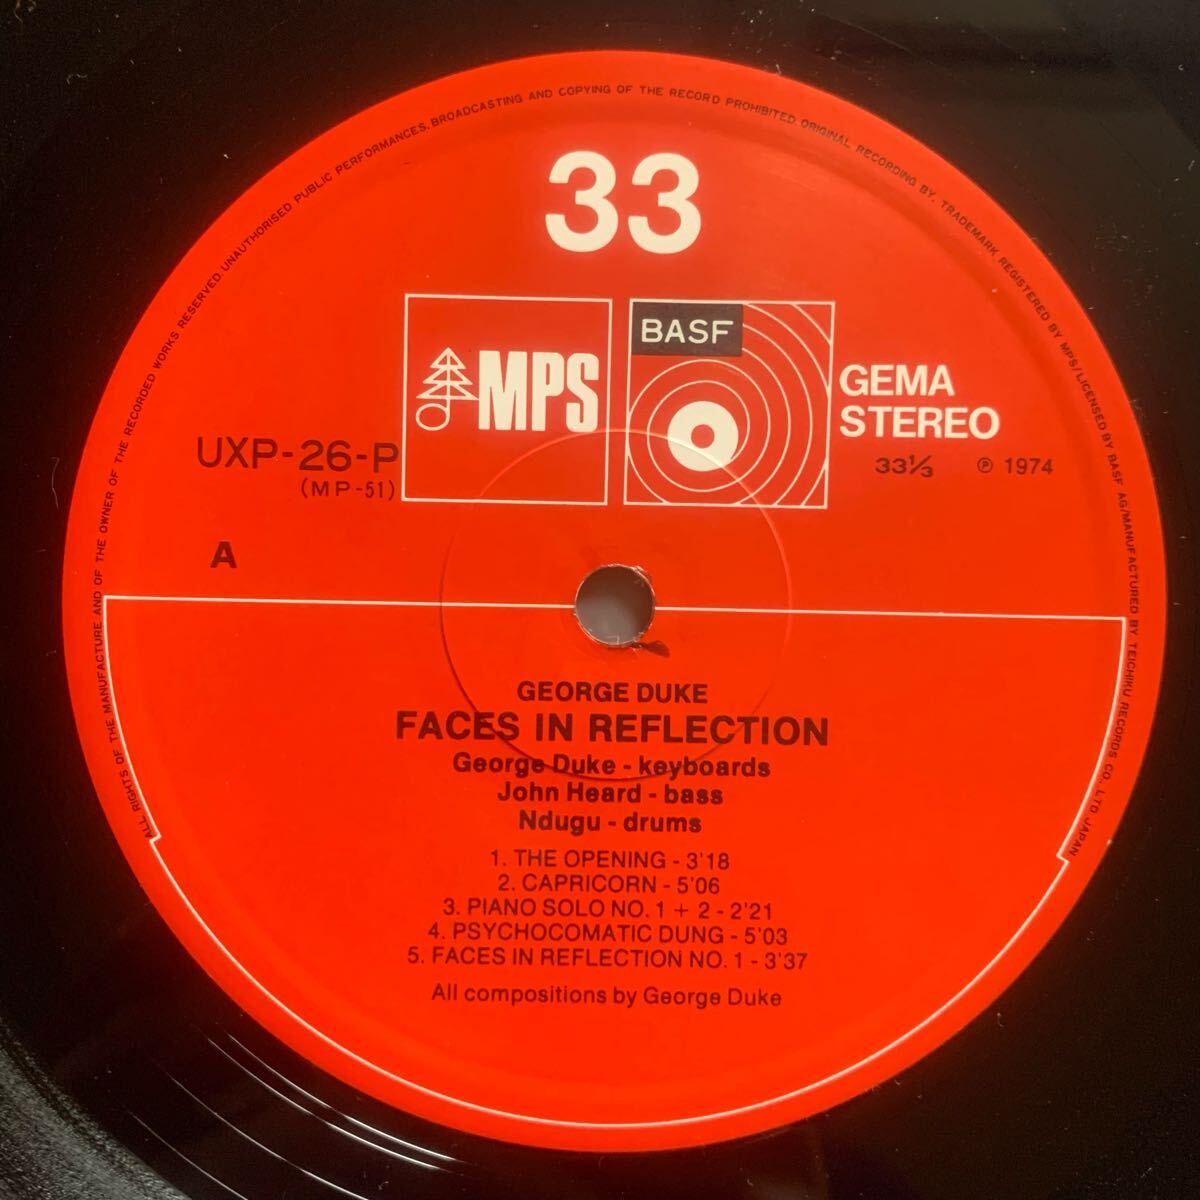 ALL RIGHTS OF THE MANUFACTURE AND OF THE OWNER OF THE RECORDED WORKS RESERVED. UNAUTHORISED PUBLIC PERFORMANCES. BROADCASTING AND COPYING OF THE RECORD PROHIBITED. ORIGINAL RECORDING BY, TRADEMARK REGISTERED BY MPS/LICENSED BY BASF AG/MANUFACTURED BY TEICHIKU RECORDS CO., LTD JAPAN
33
MPS
BASF
GEMA
STEREO
UXP-26-P
(MP-51)
33⅓ ℗ 1974
A
GEORGE DUKE
FACES IN REFLECTION
George Duke - keyboards
John Heard - bass
Ndugu - drums
1. THE OPENING - 3'18
2. CAPRICORN - 5'06
3. PIANO SOLO NO. 1 + 2 - 2'21
4. PSYCHOCOMATIC DUNG - 5'03
5. FACES IN REFLECTION NO. 1 - 3'37
All compositions by George Duke